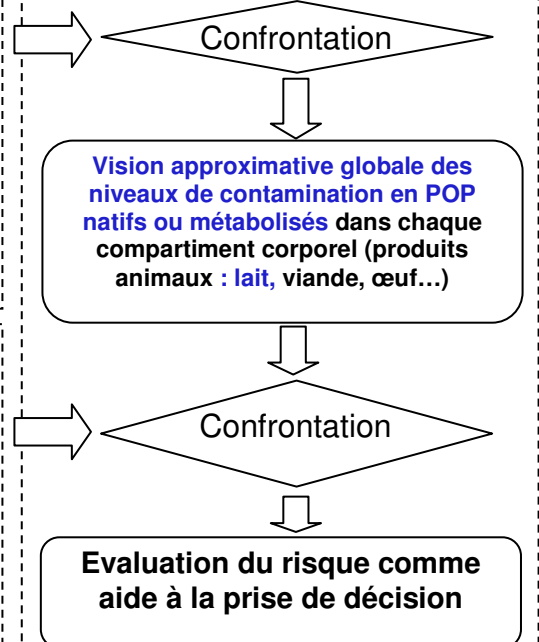 Confrontation
Vision approximative globale des
niveaux de contamination en POP
natifs ou métabolisés dans chaque
compartiment corporel (produits
animaux : lait, viande, œuf…)
Confrontation
Evaluation du risque comme
aide à la prise de décision